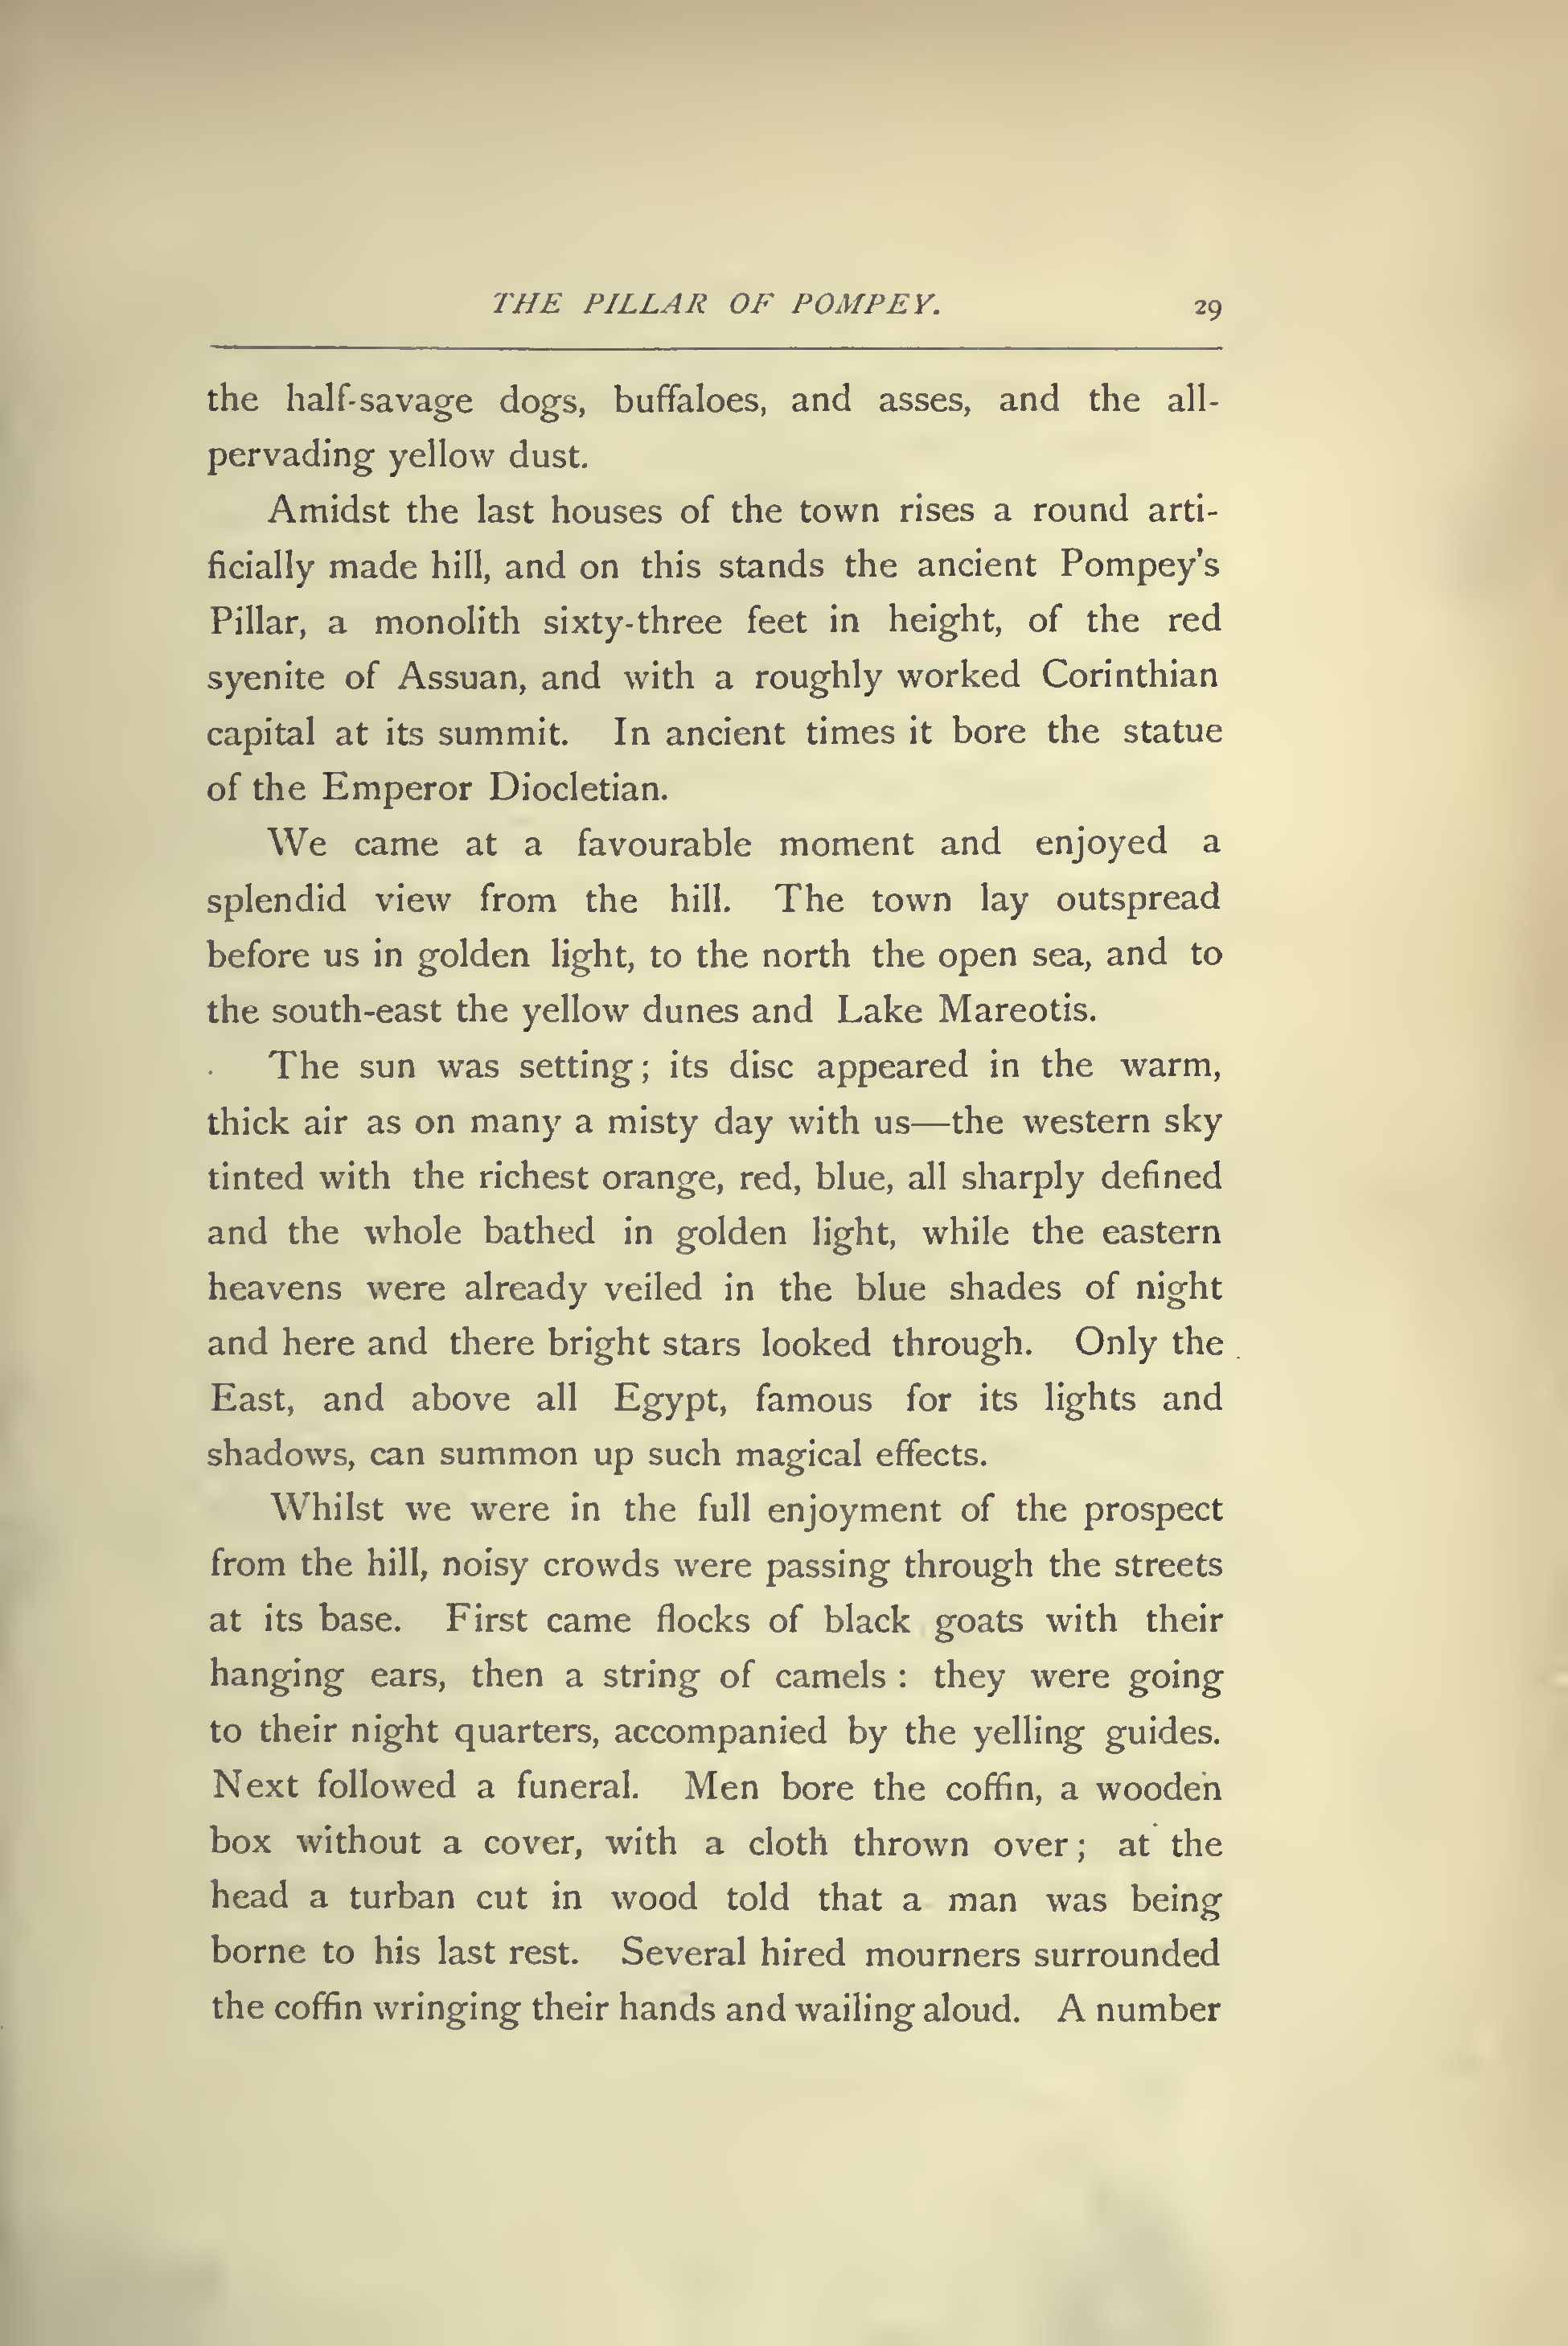 THE PILLAR OF POMPEY. 29
the half-savage dogs, buffaloes, and asses, and the all-
pervading yellow dust.
Amidst the last houses of the town rises a round arti-
ficially made hill, and on this stands the ancient Pompey's
Pillar, a monolith sixty-three feet in height, of the red
syenite of Assuan, and with a roughly worked Corinthian
capital at its summit. In ancient times it bore the statue
of the Emperor Diocletian.
We came at a favourable moment and enjoyed a
splendid view from the hill. The town lay outspread
before us in golden light, to the north the open sea, and to
the south-east the yellow dunes and Lake Mareotis.
The sun was setting; its disc appeared in the warm,
thick air as on many a misty day with us—the western sky
tinted with the richest orange, red, blue, all sharply defined
and the whole bathed in golden light, while the eastern
heavens were already veiled in the blue shades of night
and here and there bright stars looked through. Only the
East, and above all Egypt, famous for its lights and
shadows, can summon up such magical effects.
Whilst we were in the full enjoyment of the prospect
from the hill, noisy crowds were passing through the streets
at its base. First came flocks of black goats with their
hanging ears, then a string of camels : they were going
to their night quarters, accompanied by the yelling guides.
Next followed a funeral. Men bore the coffin, a wooden
box without a cover, with a cloth thrown over; at the
head a turban cut in wood told that a man was being
borne to his last rest. Several hired mourners surrounded
the coffin wringing their hands and wailing aloud. A number